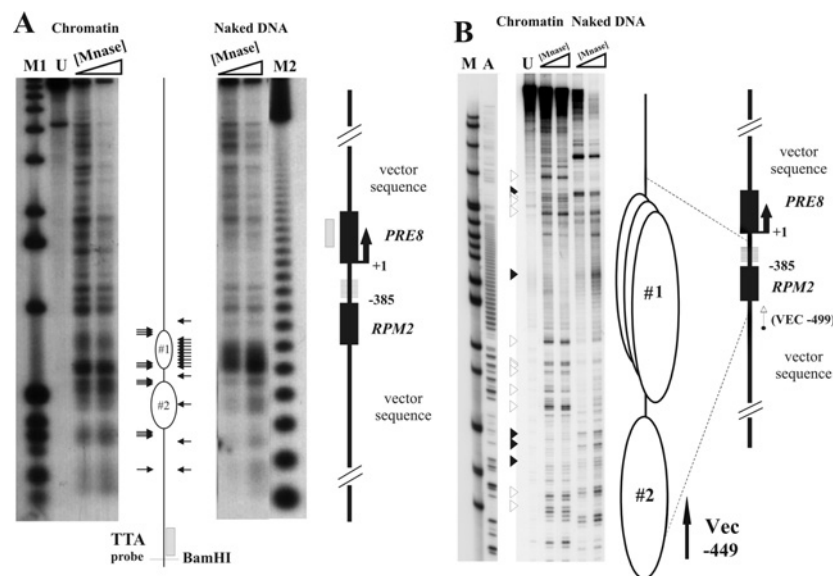 A
Chromatin
[Mnase]
M1 U
Naked DNA
[Mnase]
M2
vector
sequence
PRE8
+1
-385
RPM2
vector
sequence
#1
#2
TTA
probe
BamHI
B
Chromatin Naked DNA
[Mnase] [Mnase]
M A U
vector
sequence
PRE8
+1
-385
RPM2
(VEC -499)
vector
sequence
#1
#2
Vec
-449